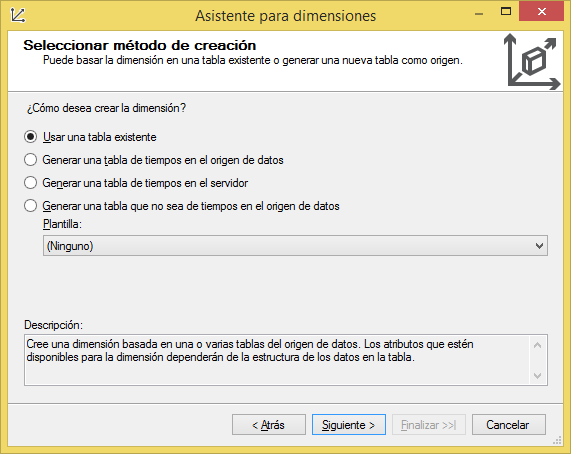 Asistente para dimensiones
Seleccionar método de creación
Puede basar la dimensión en una tabla existente o generar una nueva tabla como origen.
¿Cómo desea crear la dimensión?
Usar una tabla existente
Generar una tabla de tiempos en el origen de datos
Generar una tabla de tiempos en el servidor
Generar una tabla que no sea de tiempos en el origen de datos
Plantilla:
(Ninguno)
Descripción:
Cree una dimensión basada en una o varias tablas del origen de datos. Los atributos que estén
disponibles para la dimensión dependerán de la estructura de los datos en la tabla.
< Atrás
Siguiente >
Finalizar >>|
Cancelar